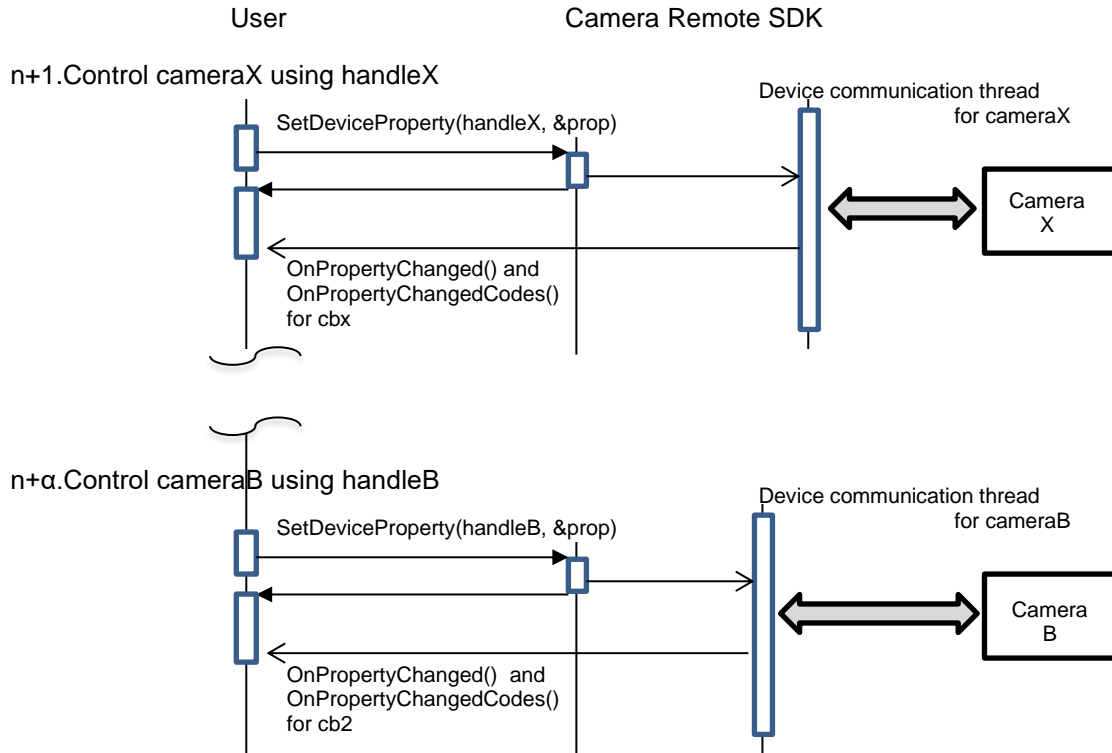 User
Camera Remote SDK
n+1.Control cameraX using handleX
Device communication thread
for cameraX
SetDeviceProperty(handleX, &prop)
Camera
X
OnPropertyChanged() and
OnPropertyChangedCodes()
for cbx
n+α.Control cameraB using handleB
Device communication thread
for cameraB
SetDeviceProperty(handleB, &prop)
Camera
B
OnPropertyChanged()  and
OnPropertyChangedCodes()
for cb2